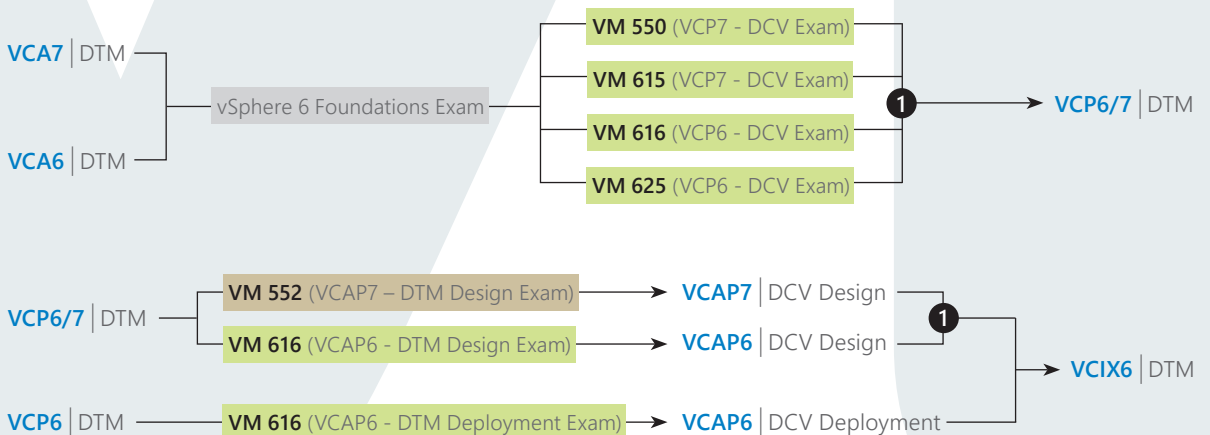 VM 550 (VCP7 - DCV Exam)
VCA7 | DTM
VM 615 (VCP7 - DCV Exam)
vSphere 6 Foundations Exam
1
VCP6/7 | DTM
VM 616 (VCP6 - DCV Exam)
VCA6 | DTM
VM 625 (VCP6 - DCV Exam)
VM 552 (VCAP7 – DTM Design Exam)
VCAP7 | DCV Design
VCP6/7 | DTM
1
VM 616 (VCAP6 - DTM Design Exam)
VCAP6 | DCV Design
VCIX6 | DTM
VCP6 | DTM
VM 616 (VCAP6 - DTM Deployment Exam)
VCAP6 | DCV Deployment